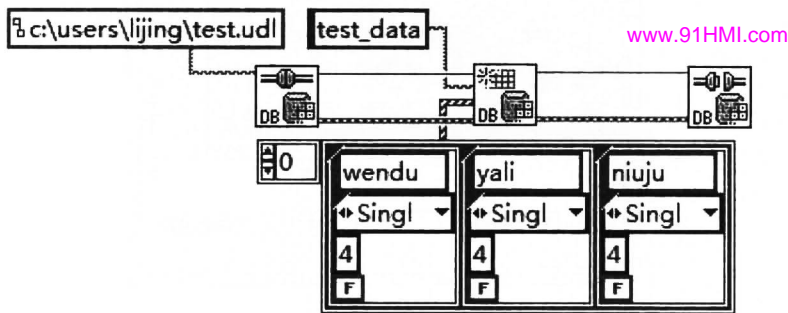 c:\users\lijing\test.udl
test_data
www.91HMI.com
DB
DB
DB
0
wendu
yali
niuju
Singl
Singl
Singl
4
4
4
F
F
F